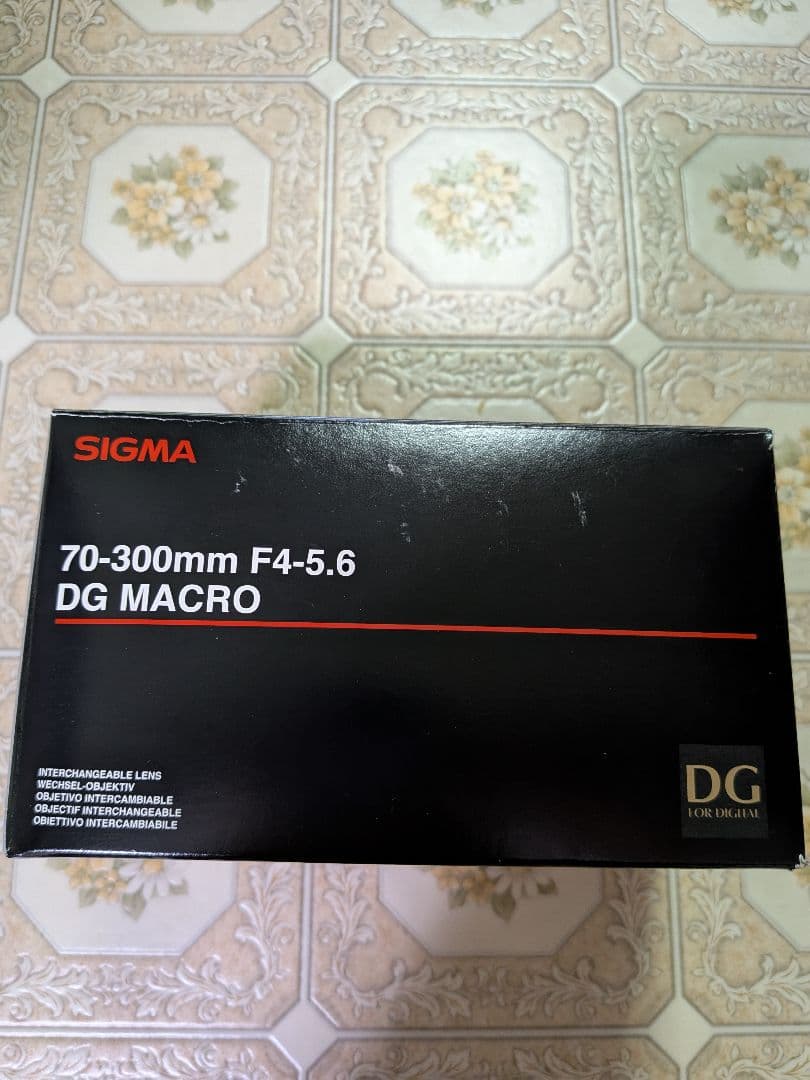 SIGMA
70-300mm F4-5.6
DG MACRO
INTERCHANGEABLE LENS
WECHSEL-OBJEKTIV
OBJETIVO INTERCAMBIABLE
OBJECTIF INTERCHANGEABLE
OBIETTIVO INTERCAMBIABILE
DG
FOR DIGITAL